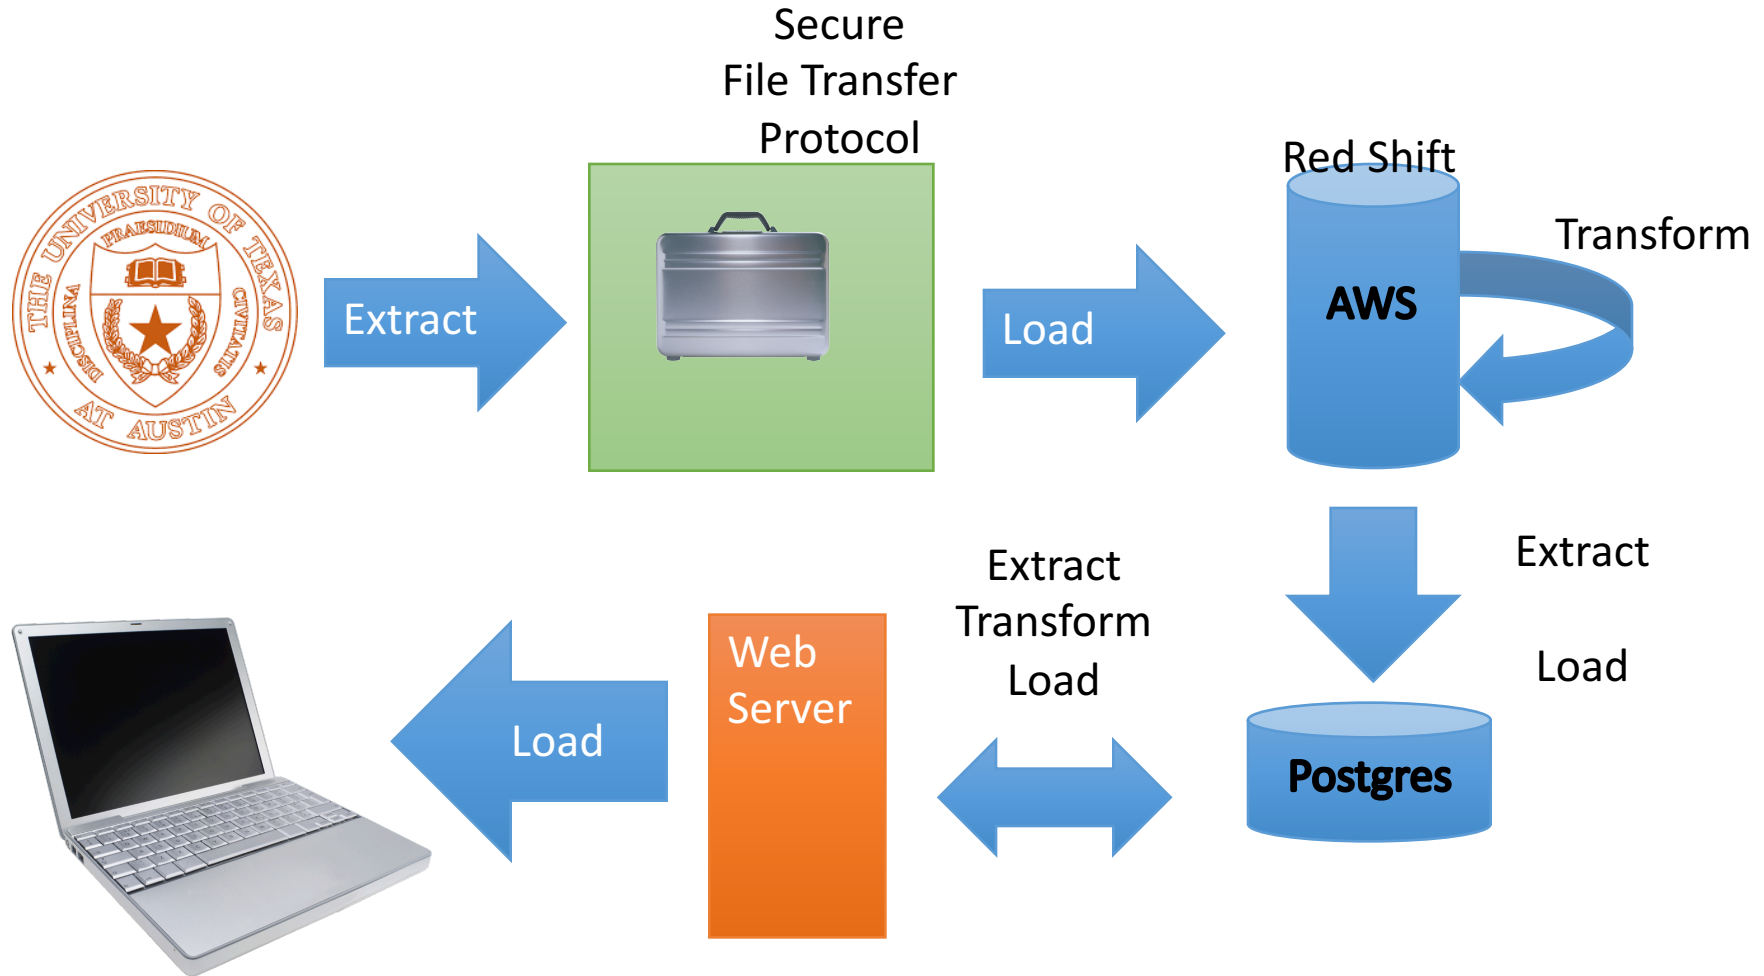 Secure
File Transfer
Protocol
Red Shift
THE UNIVERSITY OF TEXAS
AT AUSTIN
PRAESIDIUM
DISCIPLINA
CIVITATIS
Extract
Load
AWS
Transform
Extract
Load
Extract
Transform
Load
Web
Server
Load
Postgres